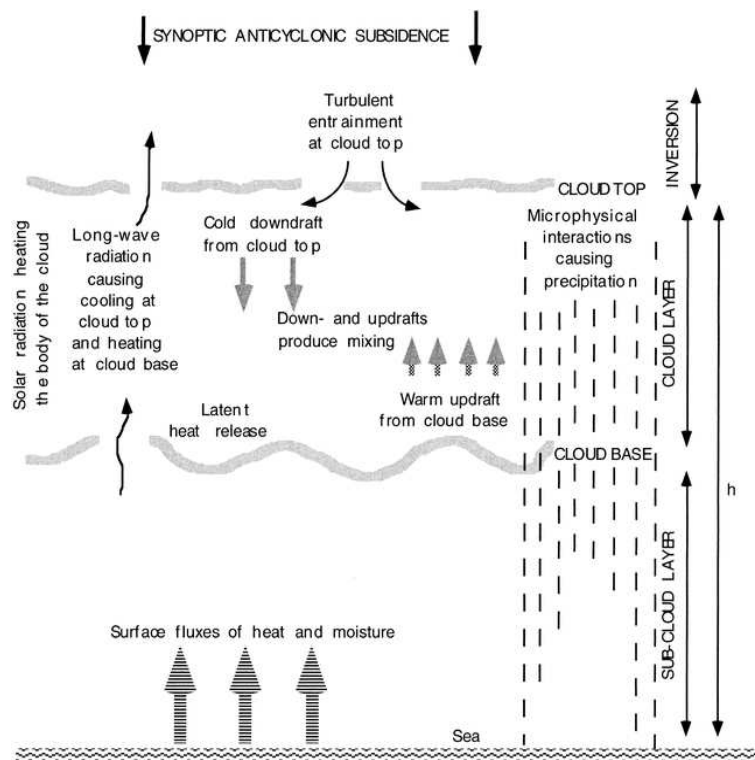 SYNOPTIC ANTICYCLONIC SUBSIDENCE
Turbulent
entrainment
at cloud top
INVERSION
CLOUD TOP
Solar radiation heating
the body of the cloud
Long-wave
radiation
causing
cooling at
cloud top
and heating
at cloud base
Cold downdraft
from cloud top
Microphysical
interactions
causing
precipitation
Down- and updrafts
produce mixing
CLOUD LAYER
Latent
heat release
Warm updraft
from cloud base
CLOUD BASE
h
SUB-CLOUD LAYER
Surface fluxes of heat and moisture
Sea